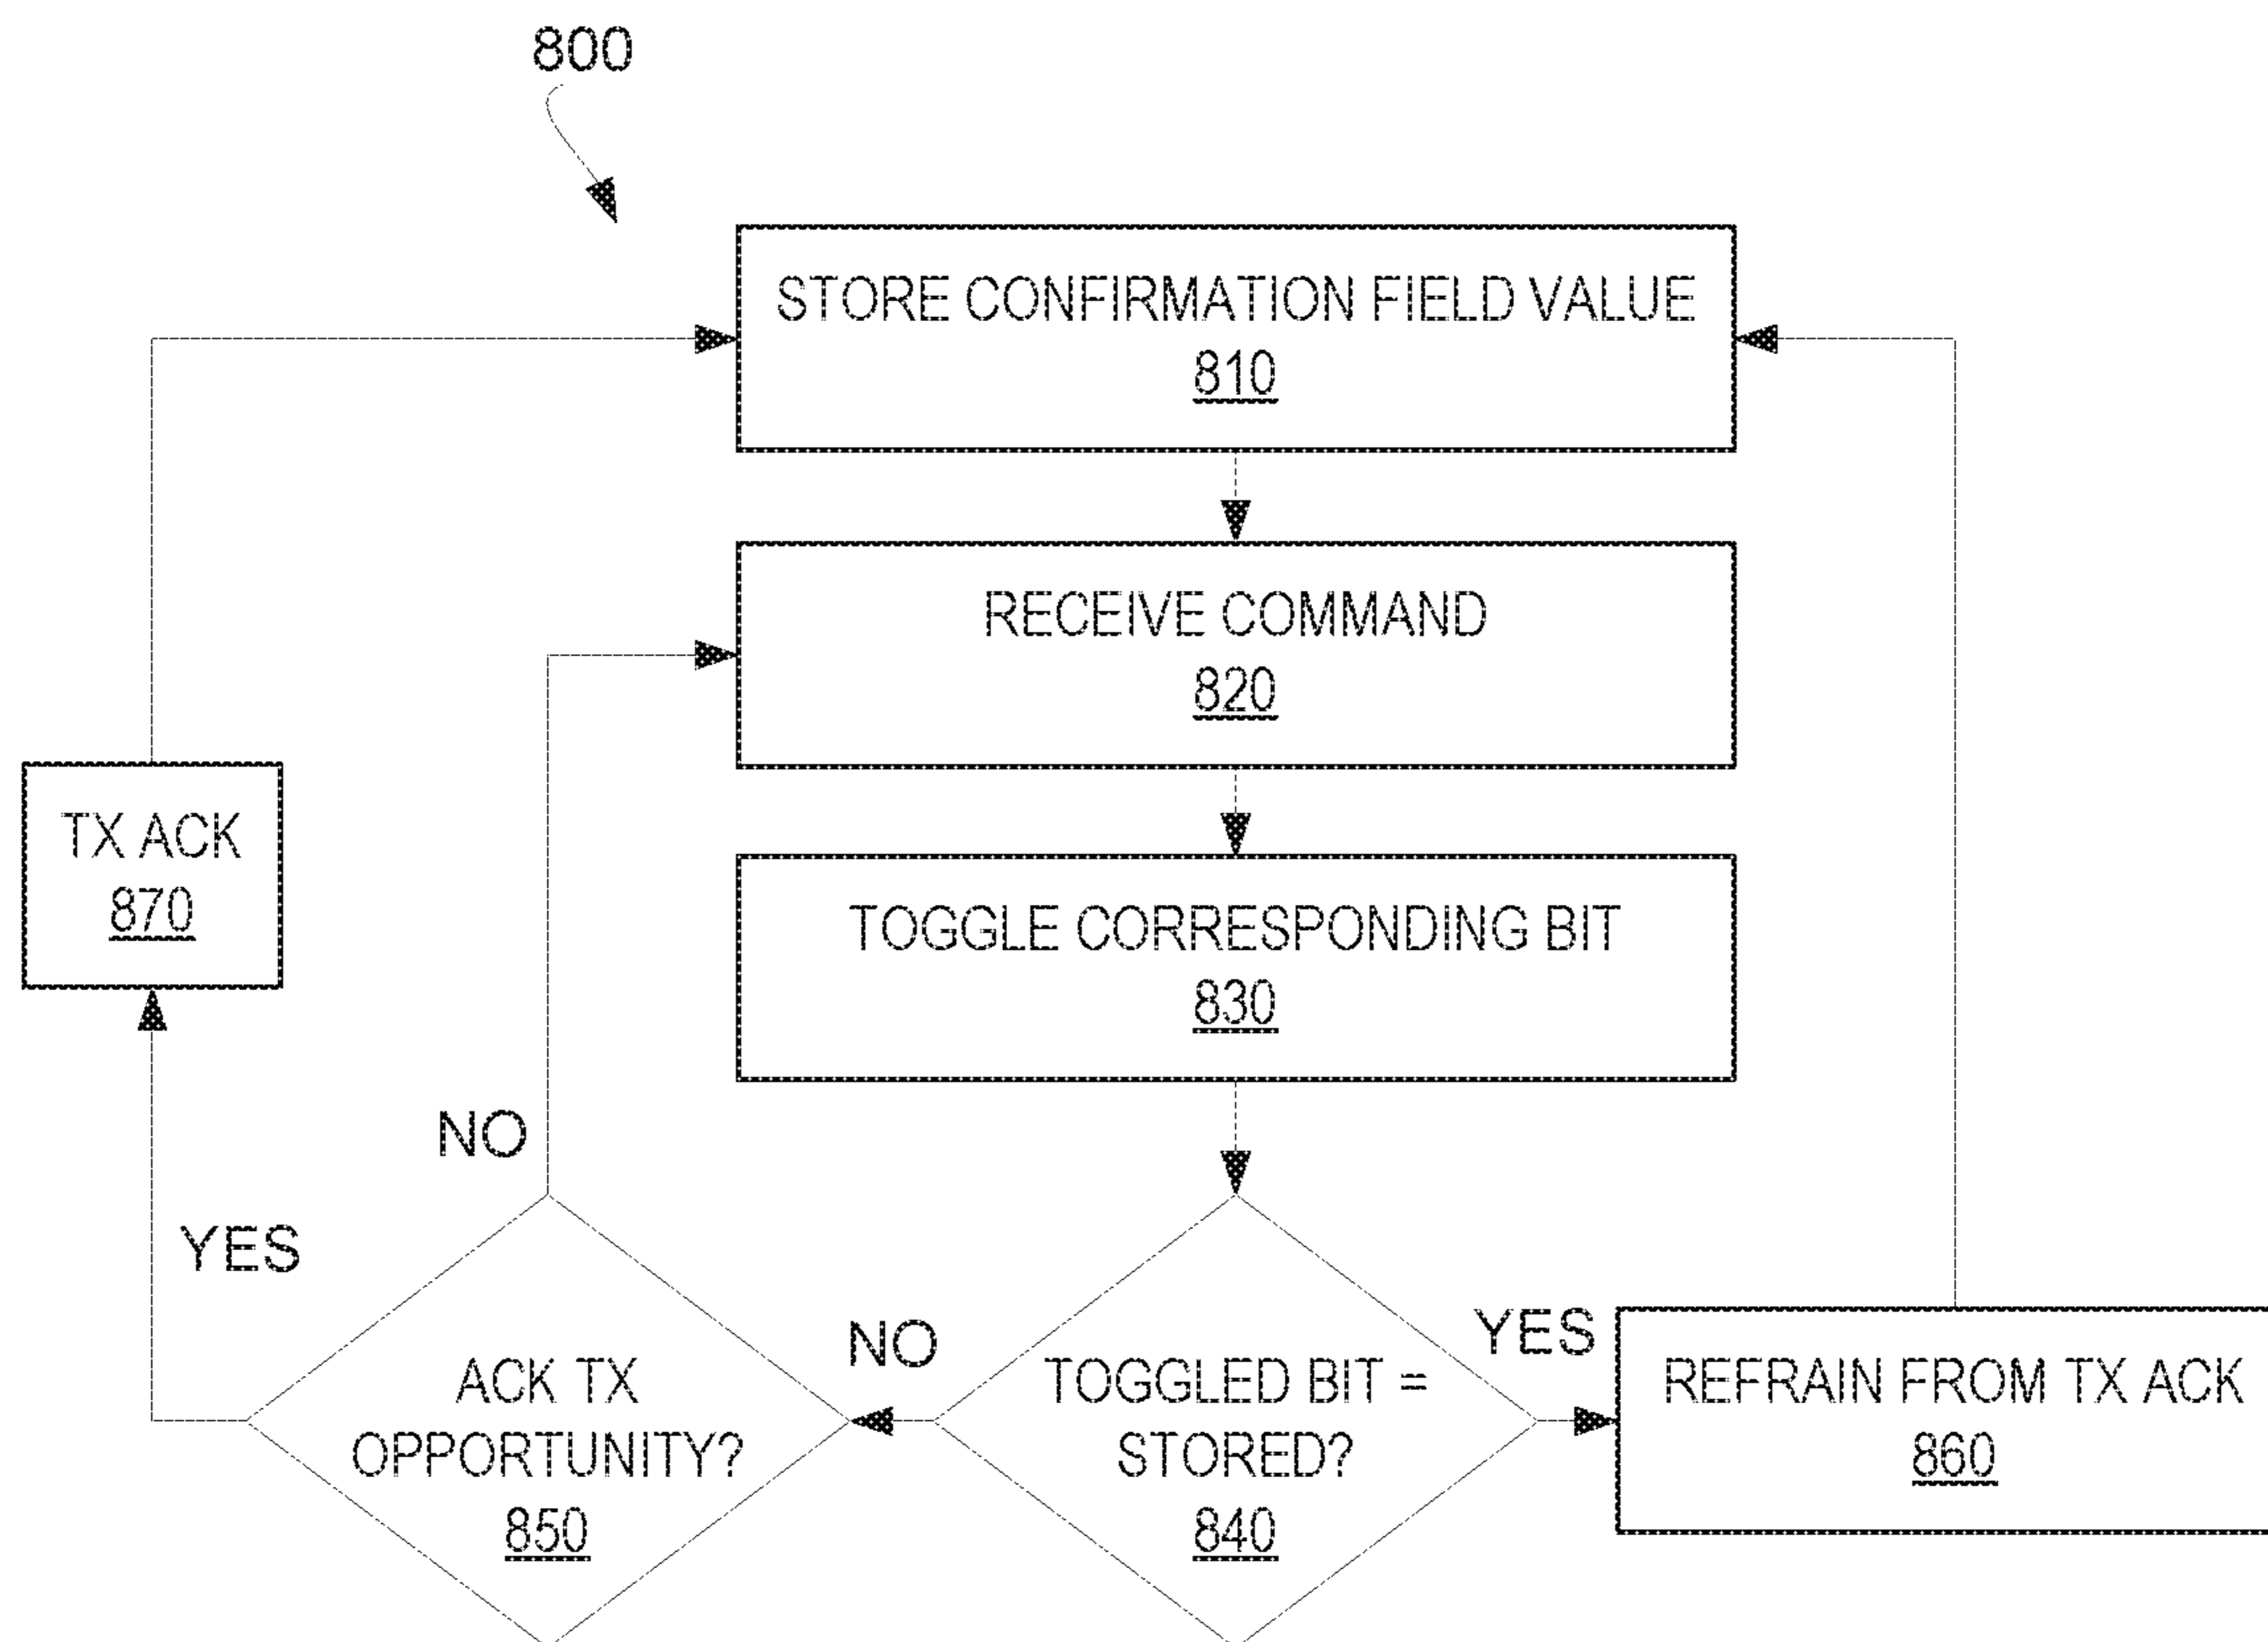 800
STORE CONFIRMATION FIELD VALUE
810
RECEIVE COMMAND
820
TX ACK
870
TOGGLE CORRESPONDING BIT
830
NO
YES
ACK TX
OPPORTUNITY?
850
NO
TOGGLED BIT =
STORED?
840
YES
REFRAIN FROM TX ACK
860